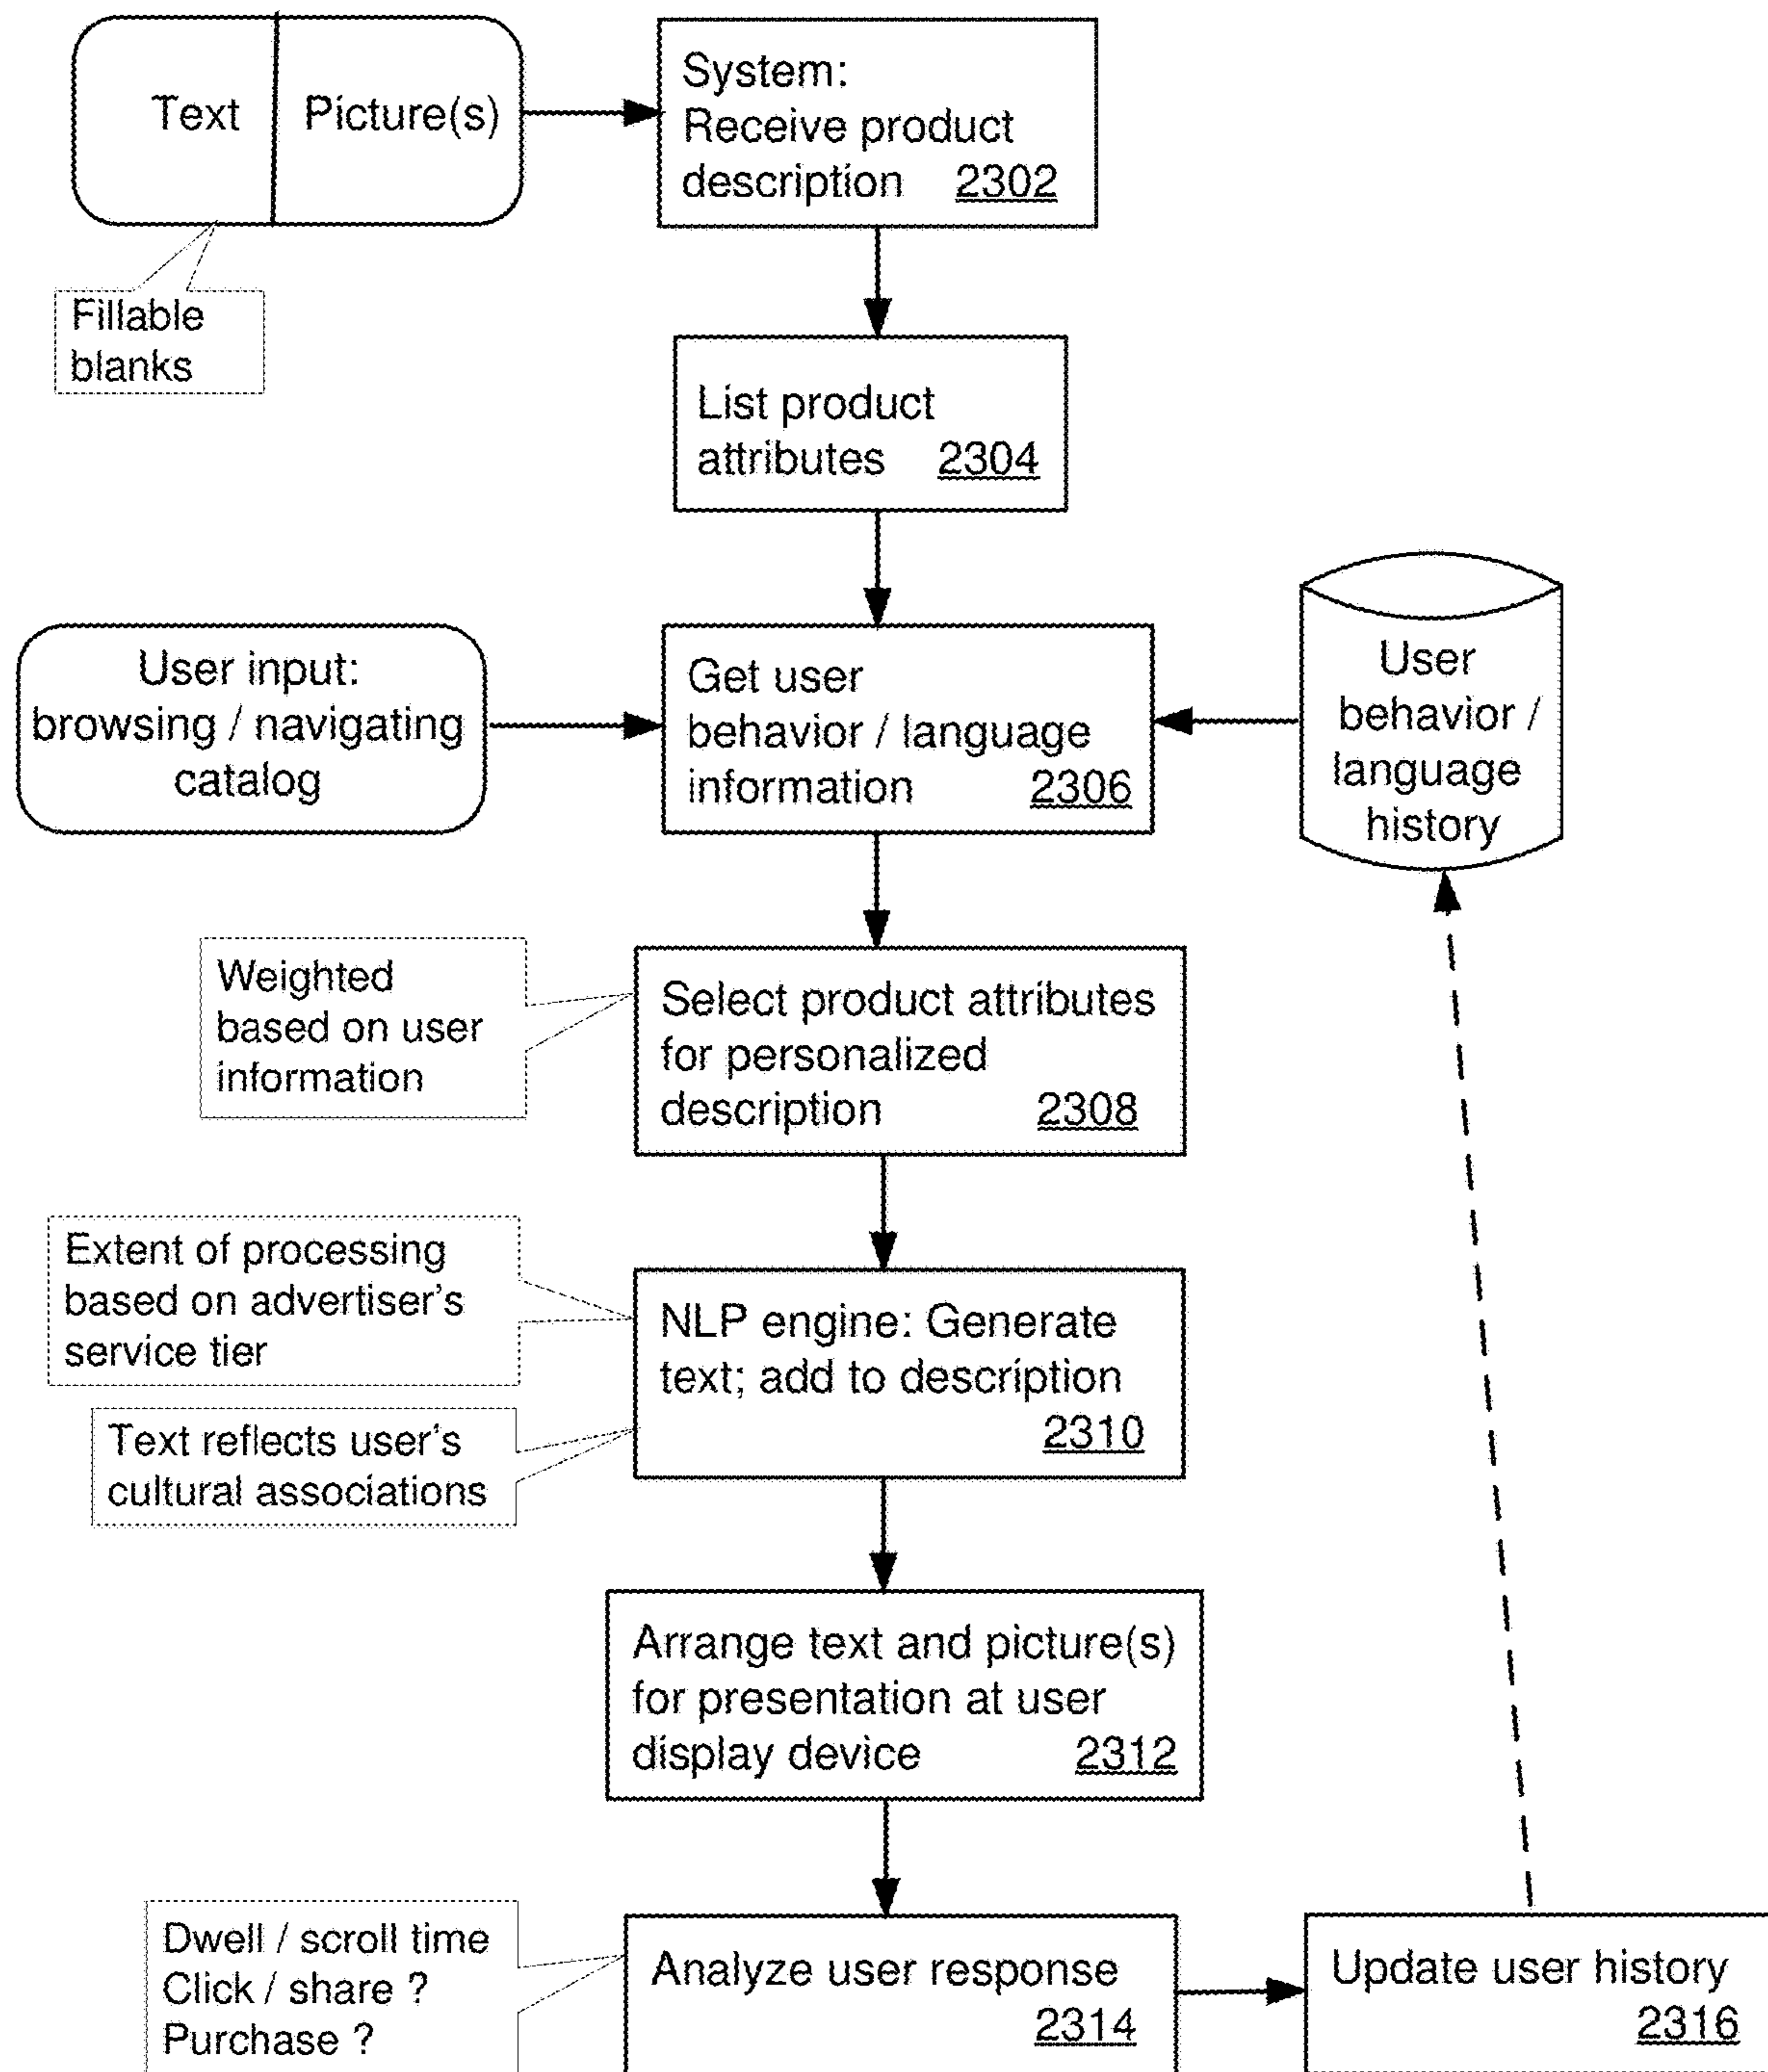 Text
Picture(s)
System:
Receive product
description 2302
Fillable
blanks
List product
attributes 2304
User input:
browsing / navigating
catalog
Get user
behavior / language
information 2306
User
behavior /
language
history
Weighted
based on user
information
Select product attributes
for personalized
description 2308
Extent of processing
based on advertiser's
service tier
NLP engine: Generate
text; add to description
2310
Text reflects user's
cultural associations
Arrange text and picture(s)
for presentation at user
display device 2312
Dwell / scroll time
Click / share ?
Purchase ?
Analyze user response
2314
Update user history
2316